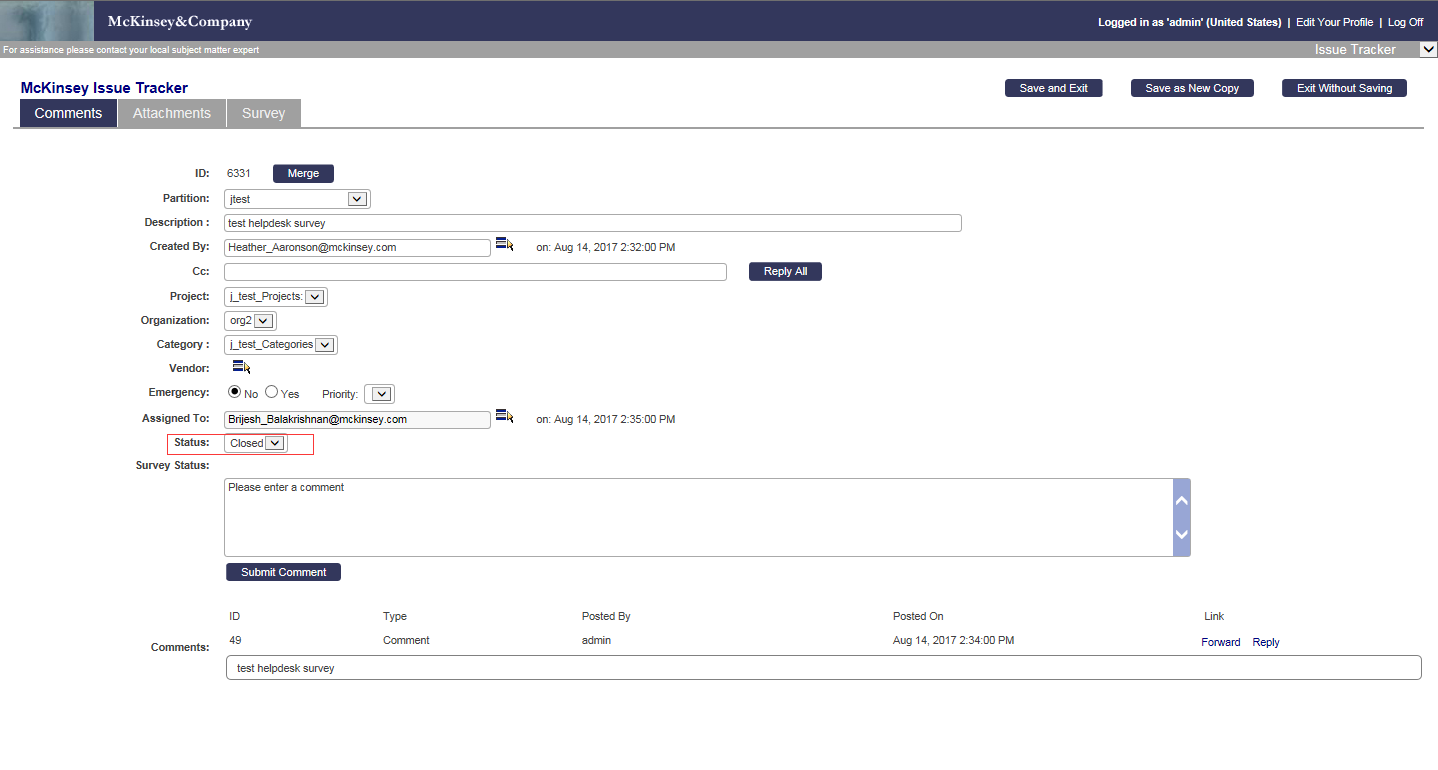 McKinsey&Company
Logged in as 'admin' (United States) | Edit Your Profile | Log Off
For assistance please contact your local subject matter expert
Issue Tracker
McKinsey Issue Tracker
Save and Exit
Save as New Copy
Exit Without Saving
Comments
Attachments
Survey
ID: 6331 Merge
Partition: jtest
Description : test helpdesk survey
Created By: Heather_Aaronson@mckinsey.com on: Aug 14, 2017 2:32:00 PM
Cc: Reply All
Project: j_test_Projects:
Organization: org2
Category : j_test_Categories
Vendor:
Emergency: No Yes Priority:
Assigned To: Brijesh_Balakrishnan@mckinsey.com on: Aug 14, 2017 2:35:00 PM
Status: Closed
Survey Status:
Please enter a comment
Submit Comment
ID Type Posted By Posted On Link
49 Comment admin Aug 14, 2017 2:34:00 PM Forward Reply
Comments:
test helpdesk survey